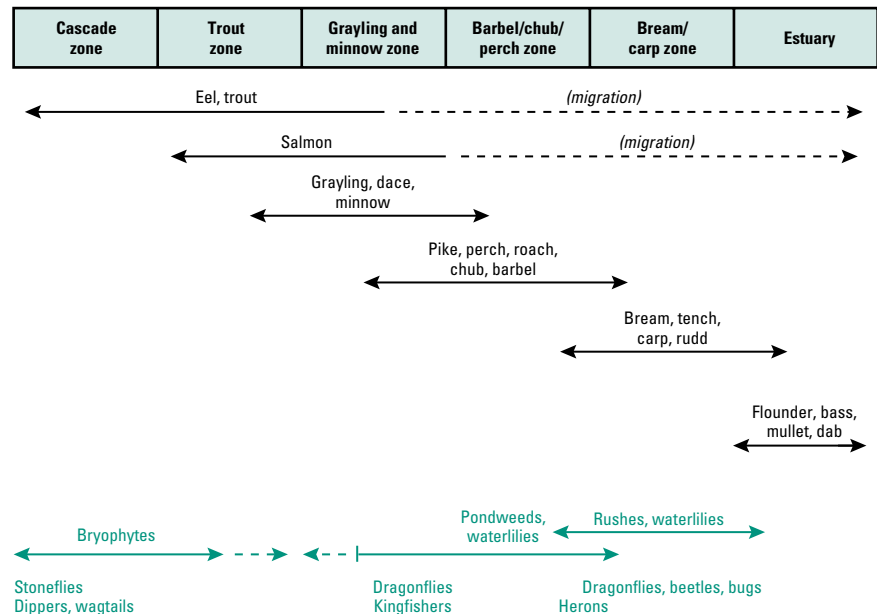 Cascade
zone
Trout
zone
Grayling and
minnow zone
Barbel/chub/
perch zone
Bream/
carp zone
Estuary
Eel, trout
(migration)
Salmon
(migration)
Grayling, dace,
minnow
Pike, perch, roach,
chub, barbel
Bream, tench,
carp, rudd
Flounder, bass,
mullet, dab
Bryophytes
Pondweeds,
waterlilies
Rushes, waterlilies
Stoneflies
Dippers, wagtails
Dragonflies
Kingfishers
Dragonflies, beetles, bugs
Herons